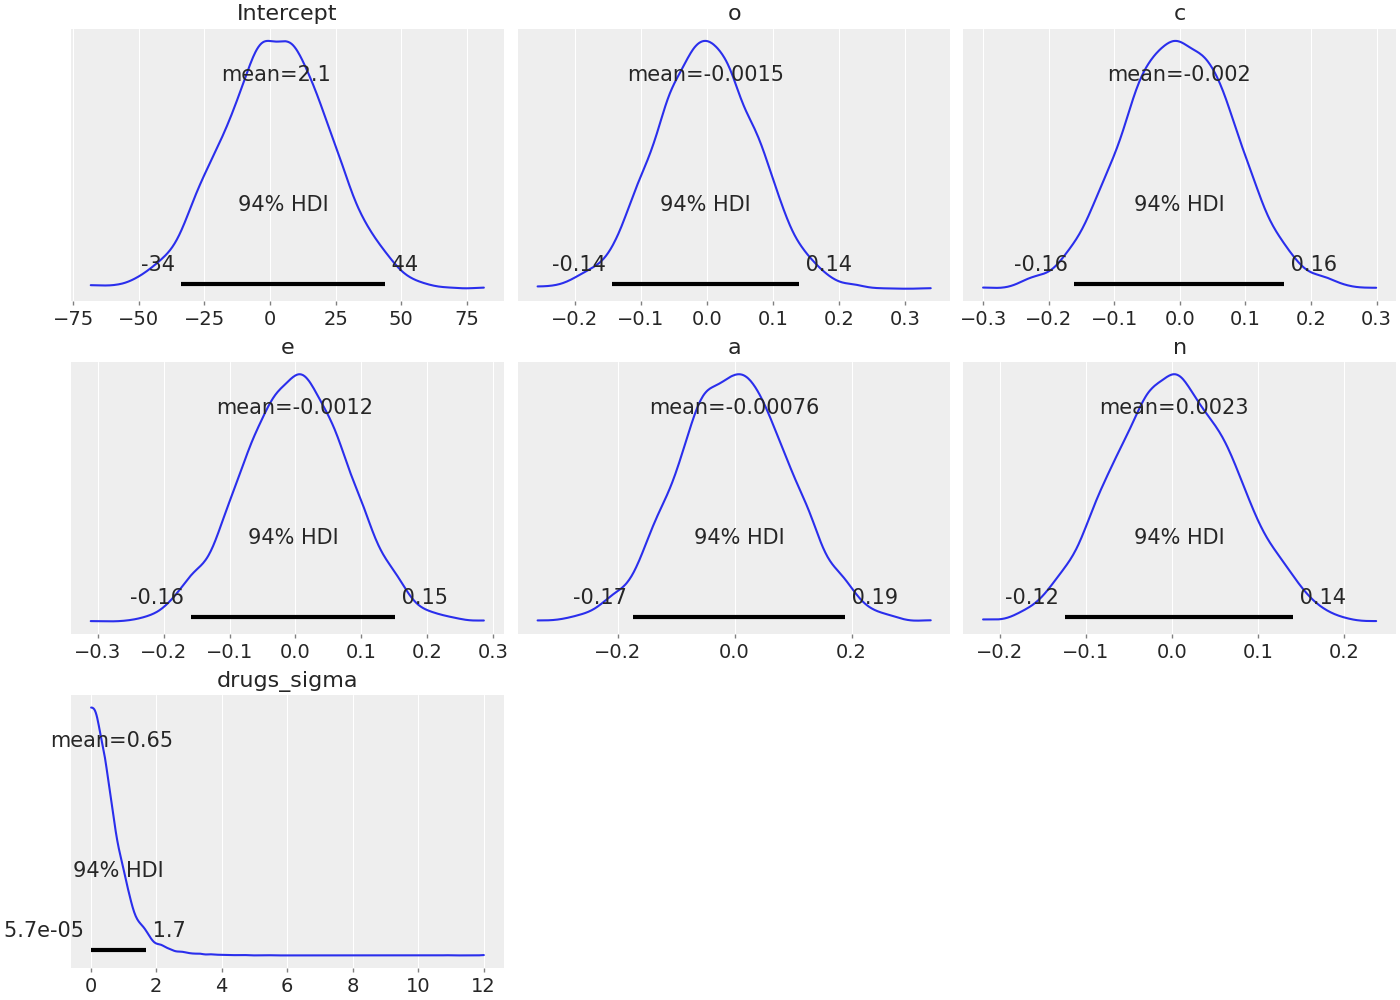 Intercept
mean=2.1
94% HDI
-34 44
−75 −50 −25 0 25 50 75
o
mean=-0.0015
94% HDI
-0.14 0.14
−0.2 −0.1 0.0 0.1 0.2 0.3
c
mean=-0.002
94% HDI
-0.16 0.16
−0.3 −0.2 −0.1 0.0 0.1 0.2 0.3
e
mean=-0.0012
94% HDI
-0.16 0.15
−0.3 −0.2 −0.1 0.0 0.1 0.2 0.3
a
mean=-0.00076
94% HDI
-0.17 0.19
−0.2 0.0 0.2
n
mean=0.0023
94% HDI
-0.12 0.14
−0.2 −0.1 0.0 0.1 0.2
drugs_sigma
mean=0.65
94% HDI
5.7e-05 1.7
0 2 4 6 8 10 12